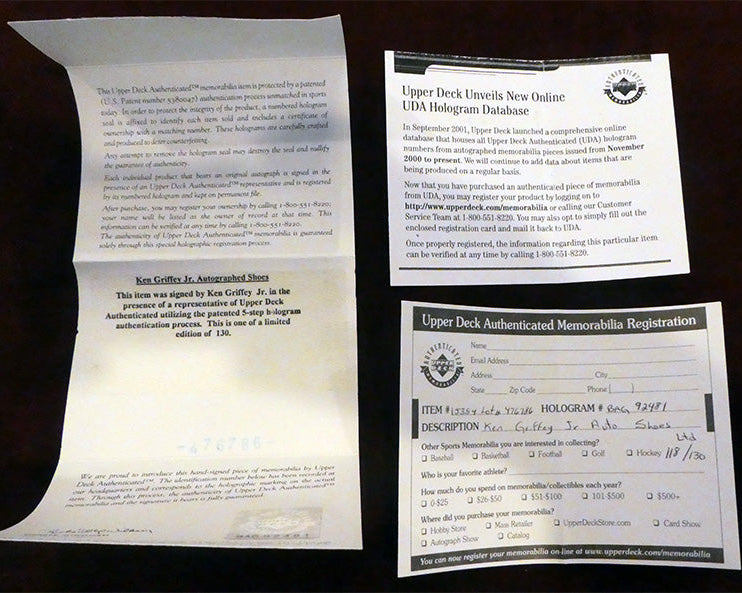 This Upper Deck Authenticated™ memorabilia item is protected by a patented
(U.S. Patent number 5380047) authentication process unmatched in sports
today. In order to protect the integrity of the product, a numbered hologram
seal is affixed to identify each item sold and includes a certificate of
ownership with a matching number. These holograms are carefully crafted
and produced to deter counterfeiting.
Any attempt to remove the hologram seal may destroy the seal and nullify
the guarantee of authenticity.
Each individual product that bears an original autograph is signed in the
presence of an Upper Deck Authenticated™ representative and is registered
by its numbered hologram and kept on permanent file.
After purchase, you may register your ownership by calling 1-800-551-8220;
your name will be listed as the owner of record at that time. This
information can be verified at any time by calling 1-800-551-8220.
The authenticity of Upper Deck Authenticated™ memorabilia is guaranteed
solely through this special holographic registration process.
Ken Griffey Jr. Autographed Shoes
This item was signed by Ken Griffey Jr. in the
presence of a representative of Upper Deck
Authenticated utilizing the patented 5-step hologram
authentication process. This is one of a limited
edition of 130.
-476786-
We are proud to introduce this hand-signed piece of memorabilia by Upper
Deck Authenticated™. The identification number below has been recorded at
our headquarters and corresponds to the holographic marking on the actual
item. Through this process, the authenticity of Upper Deck Authenticated™
memorabilia and the signature it bears is fully guaranteed.
Upper Deck Unveils New Online
UDA Hologram Database
AUTHENTICATED
UPPER DECK
MEMORABILIA
In September 2001, Upper Deck launched a comprehensive online
database that houses all Upper Deck Authenticated (UDA) hologram
numbers from autographed memorabilia pieces issued from November
2000 to present. We will continue to add data about items that are
being produced on a regular basis.
Now that you have purchased an authenticated piece of memorabilia
from UDA, you may register your product by logging on to
http://www.upperdeck.com/memorabilia or calling our Customer
Service Team at 1-800-551-8220. You may also opt to simply fill out the
enclosed registration card and mail it back to UDA.
Once properly registered, the information regarding this particular item
can be verified at any time by calling 1-800-551-8220.
Upper Deck Authenticated Memorabilia Registration
AUTHENTICATED
UPPER DECK
MEMORABILIA
Name
Email Address
Address City
State Zip Code Phone ( )
ITEM #15354 Lot# 476786 HOLOGRAM # BAG 92481
DESCRIPTION Ken Griffey Jr Auto Shoes
Ltd
118/130
Other Sports Memorabilia you are interested in collecting?
Baseball Basketball Football Golf Hockey
Who is your favorite athlete?
How much do you spend on memorabilia/collectibles each year?
0-$25 $26-$50 $51-$100 $101-$500 $500+
Where did you purchase your memorabilia?
Hobby Store Mass Retailer UpperDeckStore.com Card Show
Autograph Show Catalog
You can now register your memorabilia on-line at www.upperdeck.com/memorabilia